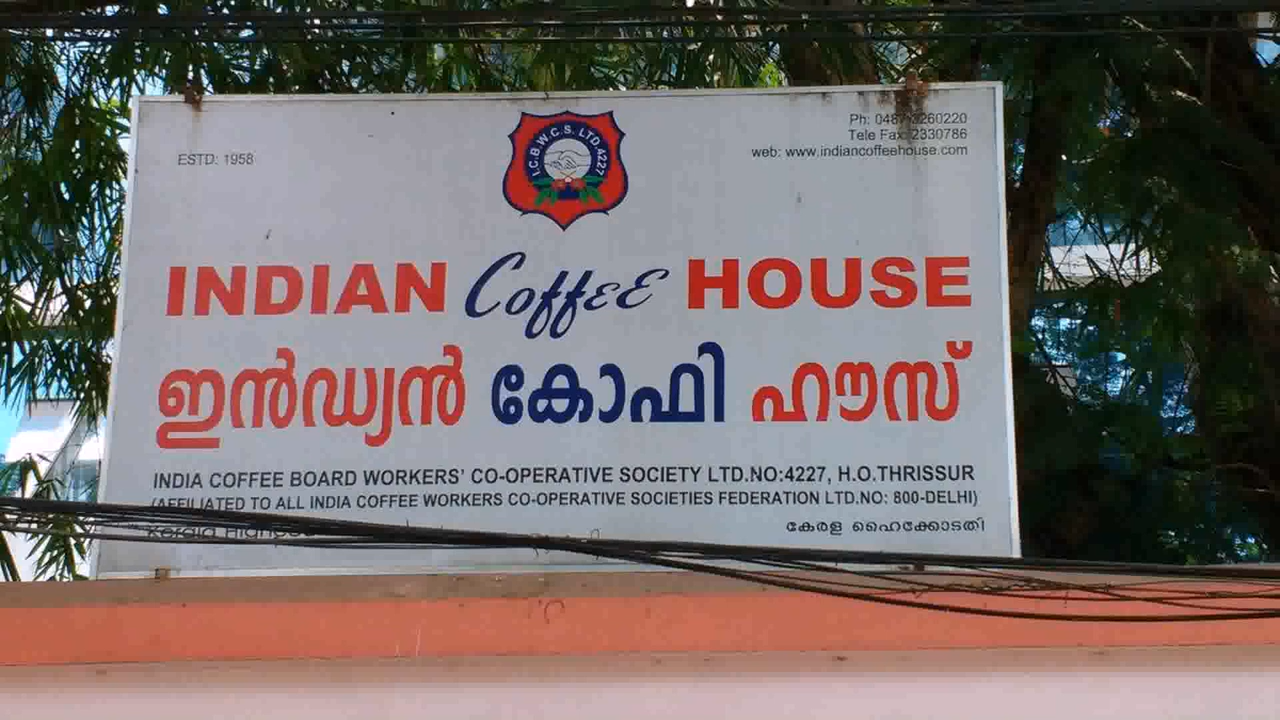 ESTD: 1958
I.C.B.W.C.S. LTD.4227
Ph: 0487 2260220
Tele Fax: 2330786
web: www.indiancoffeehouse.com
INDIAN Coffee HOUSE
ഇൻഡ്യൻ കോഫി ഹൗസ്
INDIA COFFEE BOARD WORKERS' CO-OPERATIVE SOCIETY LTD.NO:4227, H.O.THRISSUR
(AFFILIATED TO ALL INDIA COFFEE WORKERS CO-OPERATIVE SOCIETIES FEDERATION LTD.NO: 800-DELHI)
Kerala
കേരള ഹൈക്കോടതി